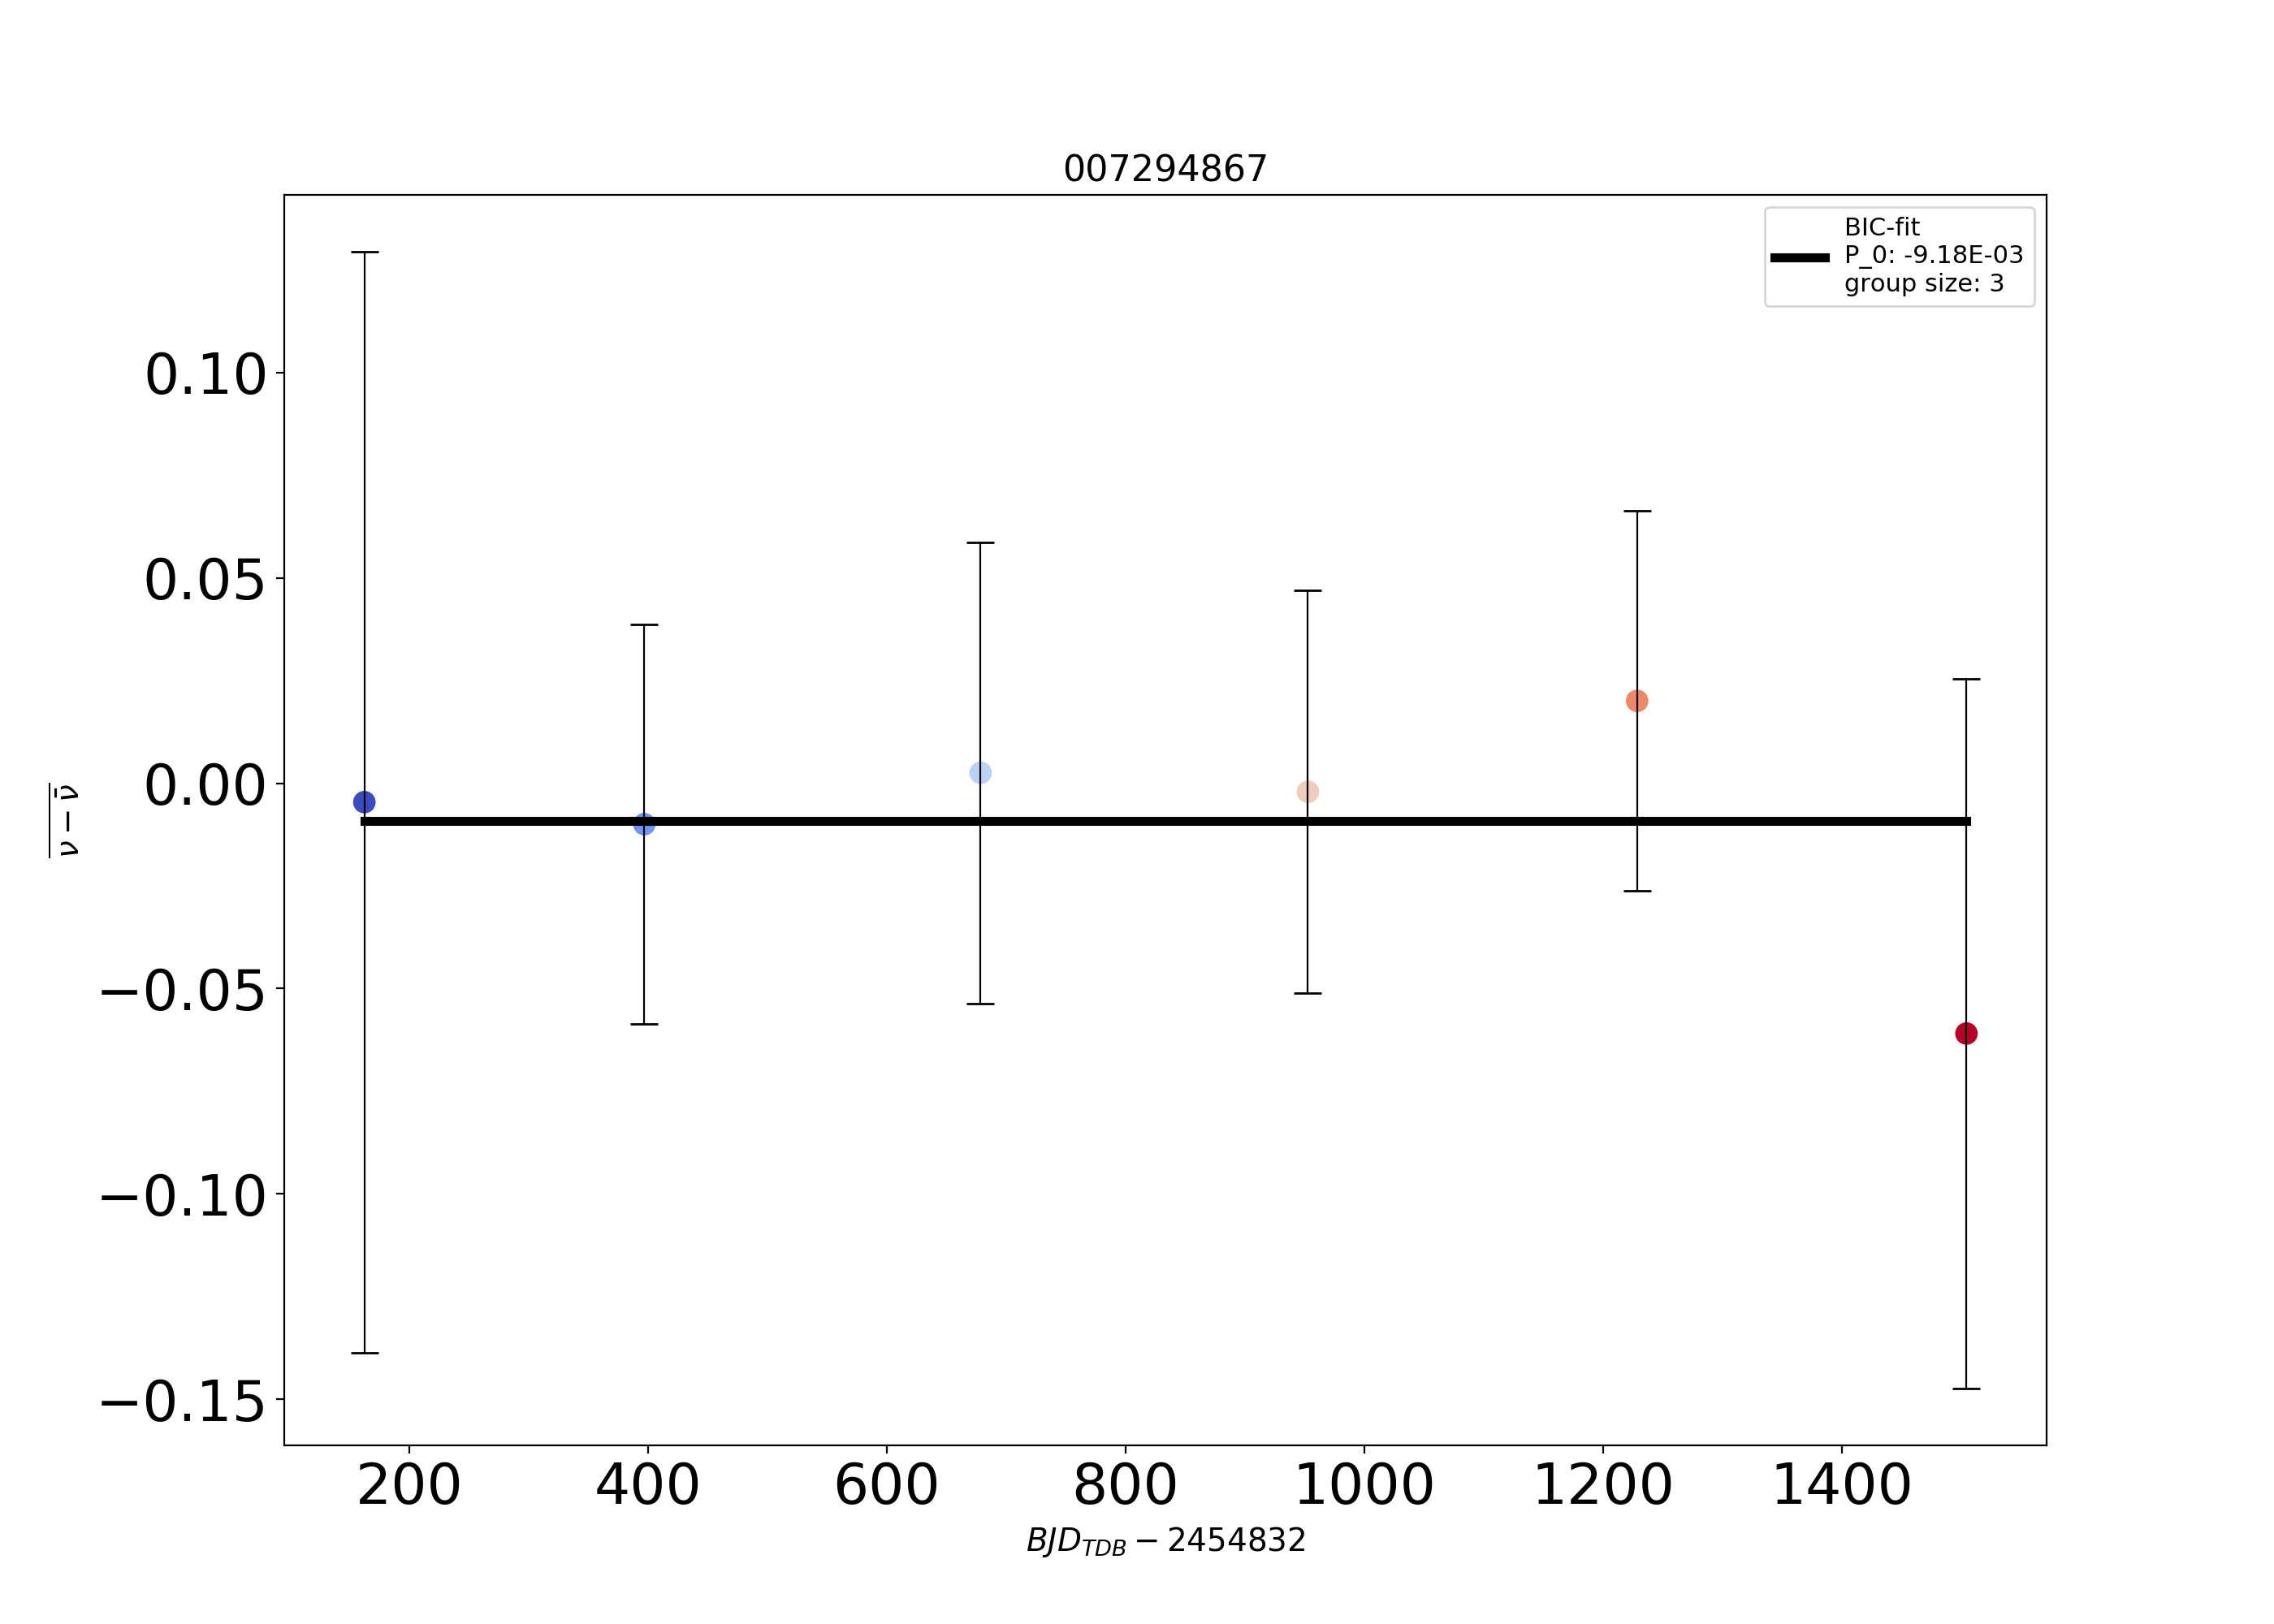 007294867
BIC-fit
P_0: -9.18E-03
group size: 3
0.10
0.05
0.00
−0.05
−0.10
−0.15
ν − ν̄
200 400 600 800 1000 1200 1400
BJD_TDB − 2454832